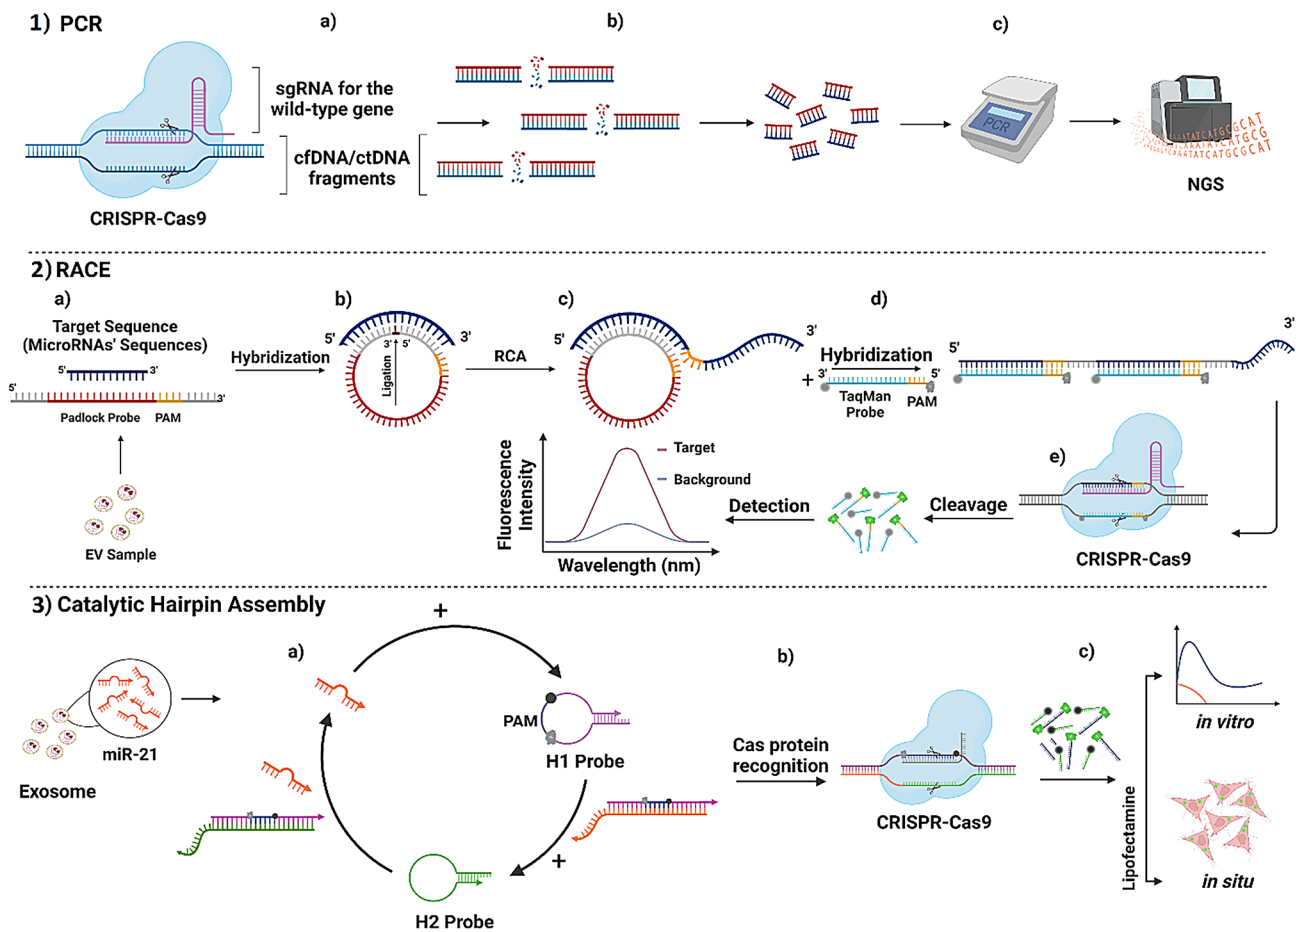 1) PCR
a)
b)
c)
sgRNA for the
wild-type gene
cfDNA/ctDNA
fragments
CRISPR-Cas9
PCR
NGS
2) RACE
a)
b)
c)
d)
Target Sequence
(MicroRNAs' Sequences)
5'
3'
5'
3'
Padlock Probe
PAM
EV Sample
Hybridization
5'
3'
3'
5'
Ligation
RCA
5'
3'
+
Hybridization
3'
5'
TaqMan
Probe
PAM
3'
e)
CRISPR-Cas9
Cleavage
Detection
Fluorescence
Intensity
Target
Background
Wavelength (nm)
3) Catalytic Hairpin Assembly
a)
b)
c)
miR-21
Exosome
+
PAM
H1 Probe
+
H2 Probe
Cas protein
recognition
CRISPR-Cas9
Lipofectamine
in vitro
in situ